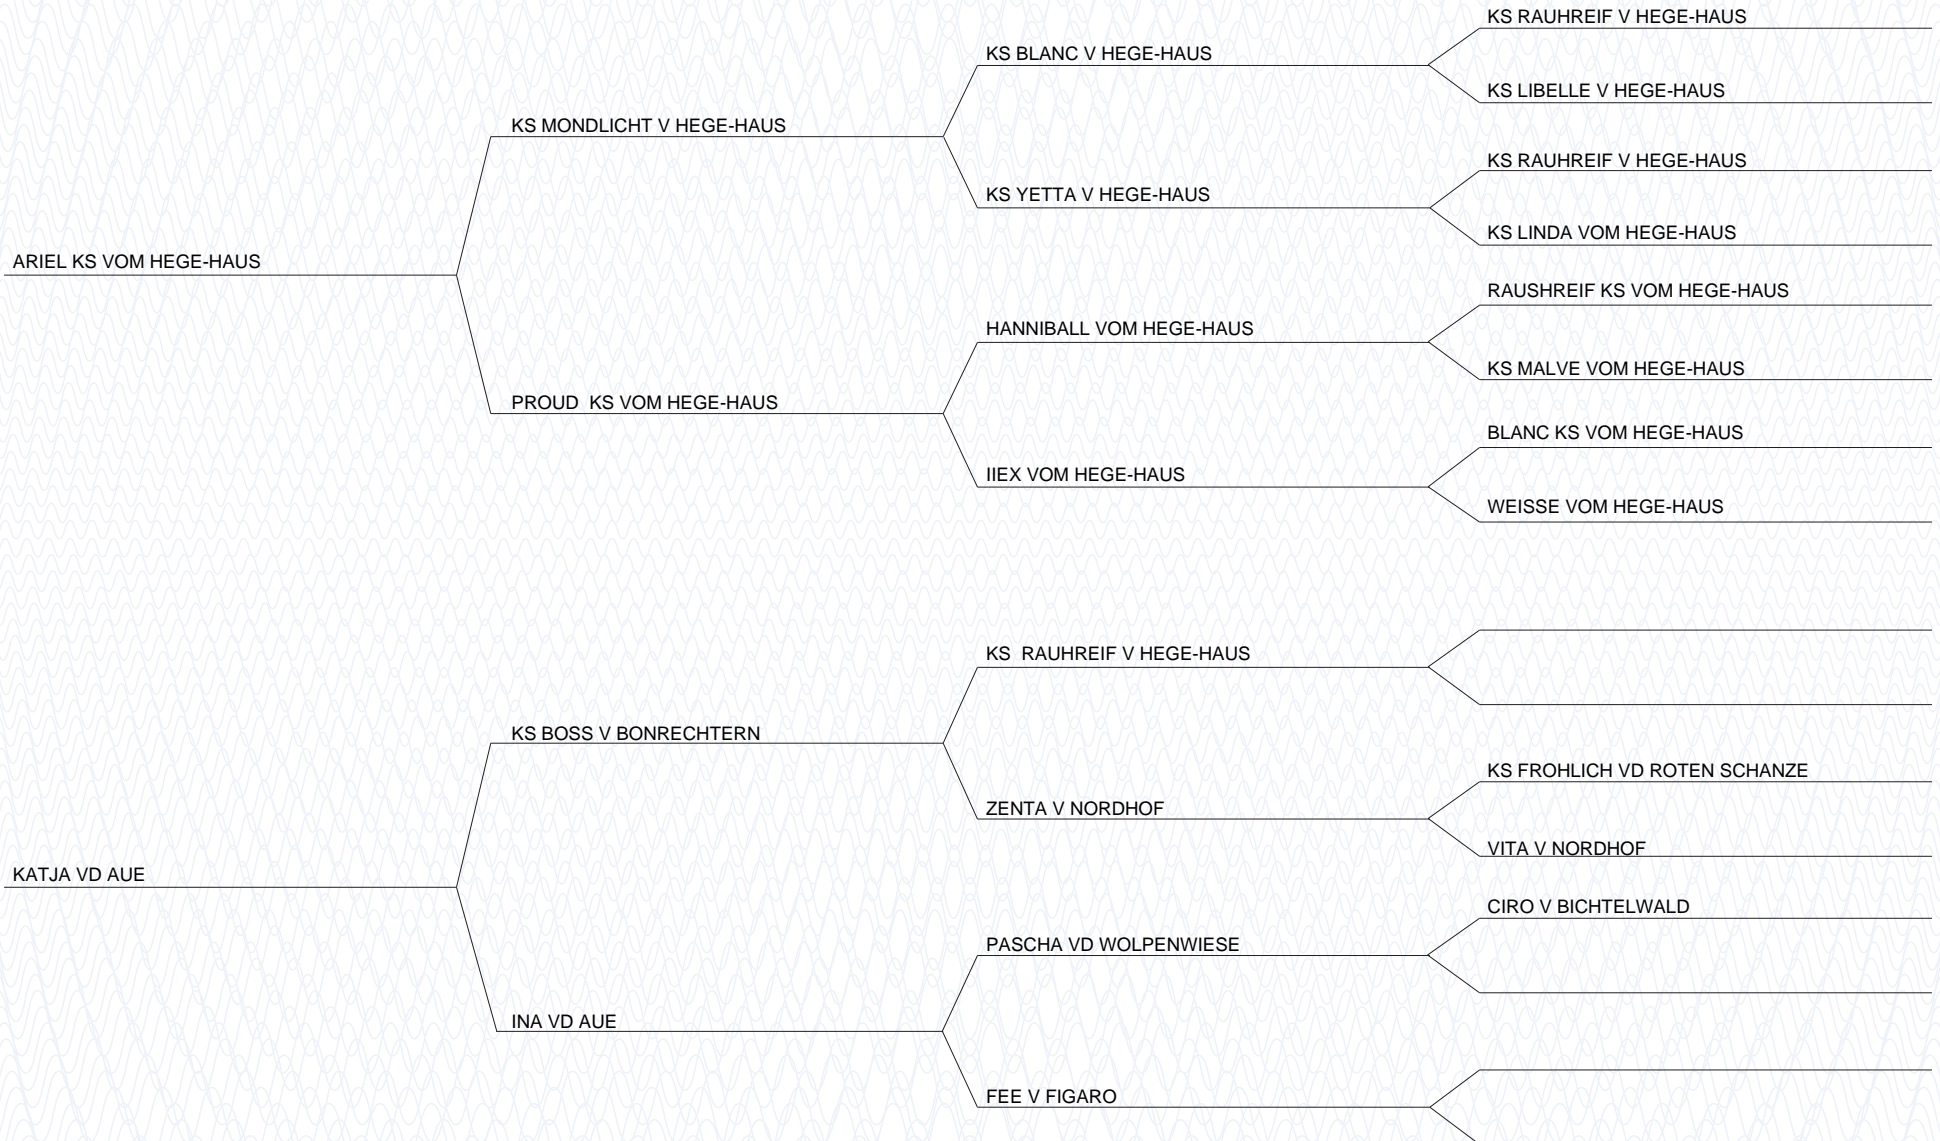 KS RAUHREIF V HEGE-HAUS
KS BLANC V HEGE-HAUS
KS LIBELLE V HEGE-HAUS
KS MONDLICHT V HEGE-HAUS
KS RAUHREIF V HEGE-HAUS
KS YETTA V HEGE-HAUS
KS LINDA VOM HEGE-HAUS
ARIEL KS VOM HEGE-HAUS
RAUSHREIF KS VOM HEGE-HAUS
HANNIBALL VOM HEGE-HAUS
KS MALVE VOM HEGE-HAUS
PROUD  KS VOM HEGE-HAUS
BLANC KS VOM HEGE-HAUS
IIEX VOM HEGE-HAUS
WEISSE VOM HEGE-HAUS
KS  RAUHREIF V HEGE-HAUS
KS BOSS V BONRECHTERN
KS FROHLICH VD ROTEN SCHANZE
ZENTA V NORDHOF
VITA V NORDHOF
KATJA VD AUE
CIRO V BICHTELWALD
PASCHA VD WOLPENWIESE
INA VD AUE
FEE V FIGARO